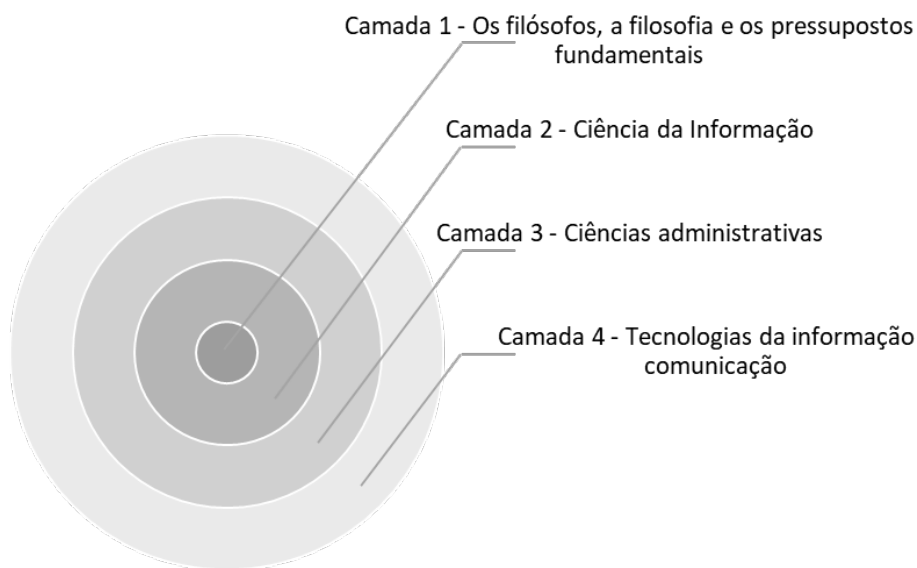 Camada 1 - Os filósofos, a filosofia e os pressupostos
fundamentais
Camada 2 - Ciência da Informação
Camada 3 - Ciências administrativas
Camada 4 - Tecnologias da informação
comunicação